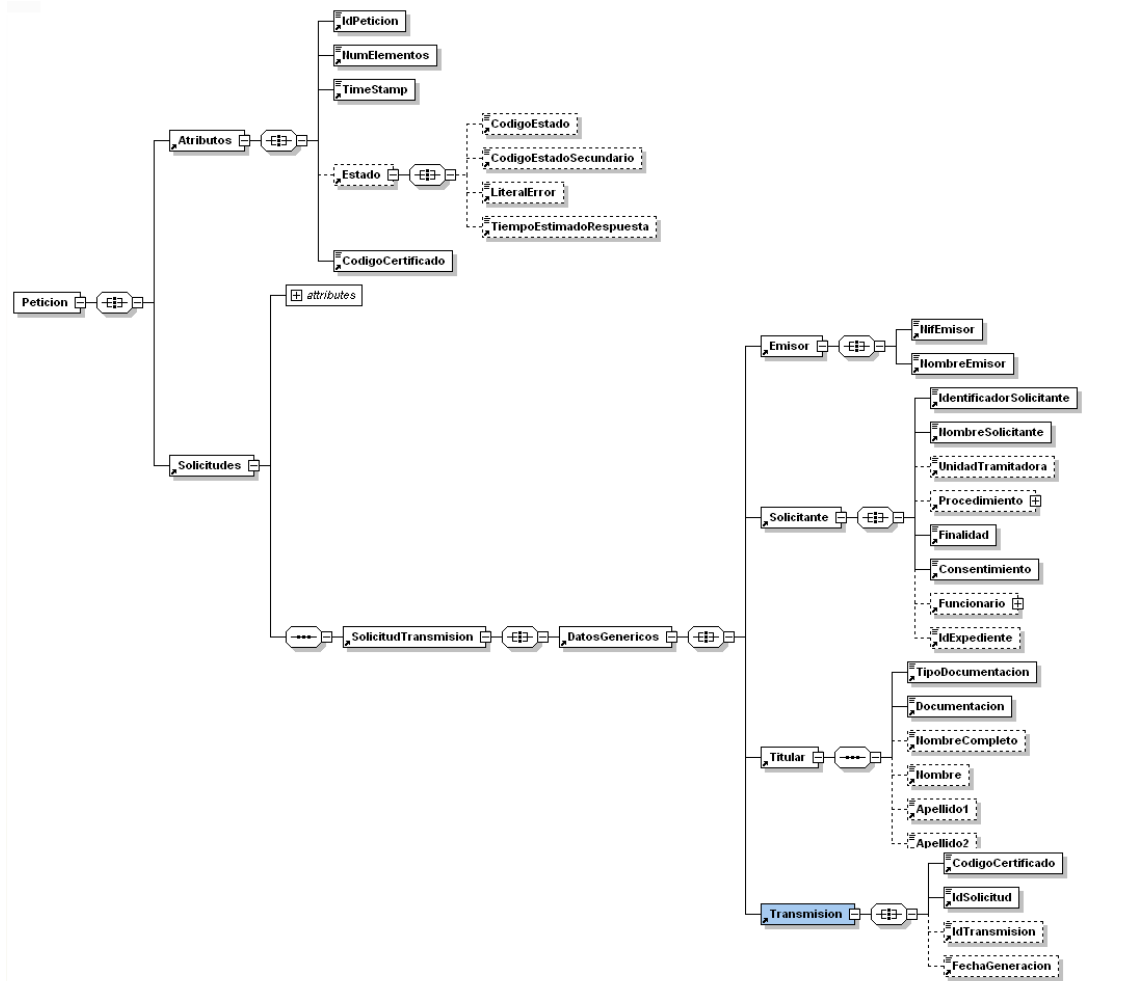 IdPeticion
NumElementos
TimeStamp
Atributos
CodigoEstado
CodigoEstadoSecundario
Estado
LiteralError
TiempoEstimadoRespuesta
CodigoCertificado
Peticion
attributes
Solicitudes
Emisor
NifEmisor
NombreEmisor
IdentificadorSolicitante
NombreSolicitante
UnidadTramitadora
Procedimiento
Solicitante
Finalidad
Consentimiento
Funcionario
IdExpediente
SolicitudTransmision
DatosGenericos
TipoDocumentacion
Documentacion
NombreCompleto
Titular
Nombre
Apellido1
Apellido2
CodigoCertificado
IdSolicitud
Transmision
IdTransmision
FechaGeneracion